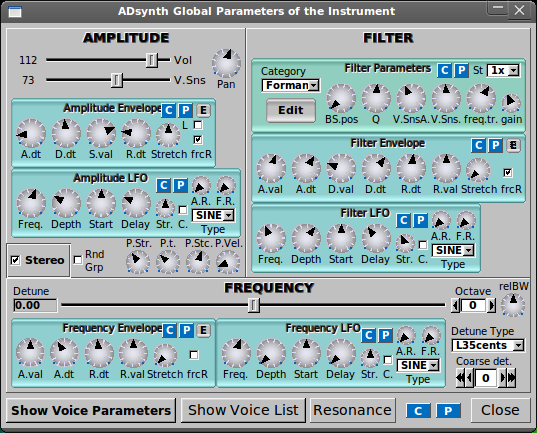 ADsynth Global Parameters of the Instrument
AMPLITUDE
112 Vol
73 V.Sns
Pan
Amplitude Envelope C P E
L
A.dt D.dt S.val R.dt Stretch frcR
Amplitude LFO C P
A.R. F.R.
Freq. Depth Start Delay Str. C.
SINE
Type
Stereo
Rnd
Grp
P.Str. P.t. P.Stc. P.Vel.
FILTER
Category
Forman
Edit
Filter Parameters C P St 1x
BS.pos Q V.SnsA. V.Sns. freq.tr. gain
Filter Envelope C P E
A.val A.dt D.val D.dt R.dt R.val Stretch frcR
Filter LFO C P
A.R. F.R.
Freq. Depth Start Delay Str. C.
SINE
Type
FREQUENCY
Detune
0.00
Octave
0
relBW
Frequency Envelope C P E
A.val A.dt R.dt R.val Stretch frcR
Frequency LFO C P
A.R. F.R.
Freq. Depth Start Delay Str. C.
SINE
Type
Detune Type
L35cents
Coarse det.
0
Show Voice Parameters Show Voice List Resonance C P Close